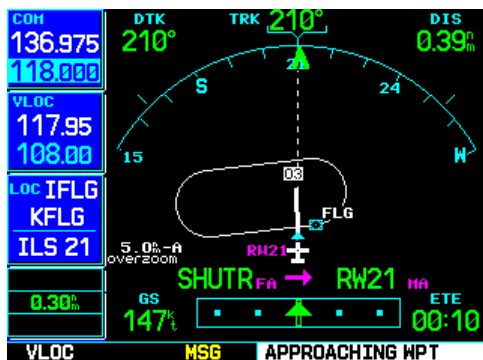 COM
136.975
118.000
VLOC
117.95
108.00
LOC IFLG
KFLG
ILS 21
0.30nm
DTK
210°
TRK 210°
DIS
0.39nm
S
21
24
15
W
03
FLG
RW21
5.0nm-A
overzoom
SHUTR FA → RW21 MA
GS
147kt
ETE
00:10
VLOC
MSG
APPROACHING WPT